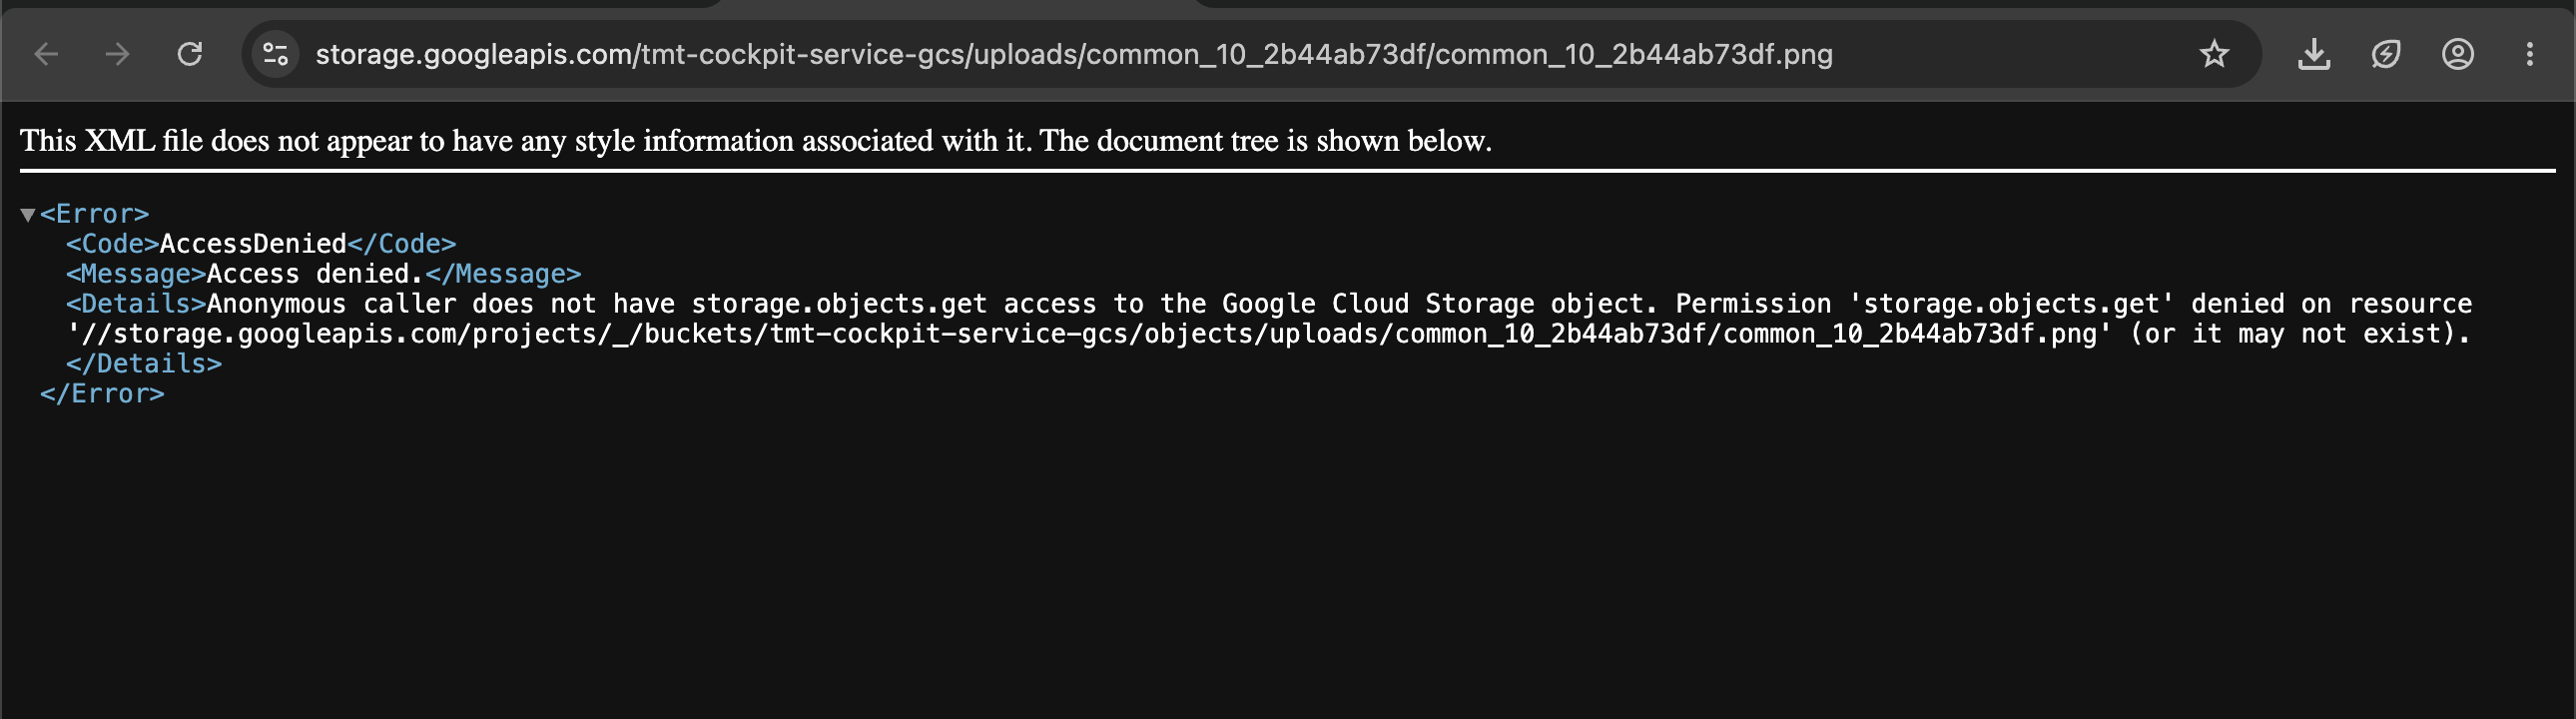 storage.googleapis.com/tmt-cockpit-service-gcs/uploads/common_10_2b44ab73df/common_10_2b44ab73df.png
This XML file does not appear to have any style information associated with it. The document tree is shown below.
<Error>
<Code>AccessDenied</Code>
<Message>Access denied.</Message>
<Details>Anonymous caller does not have storage.objects.get access to the Google Cloud Storage object. Permission 'storage.objects.get' denied on resource
'//storage.googleapis.com/projects/_/buckets/tmt-cockpit-service-gcs/objects/uploads/common_10_2b44ab73df/common_10_2b44ab73df.png' (or it may not exist).
</Details>
</Error>